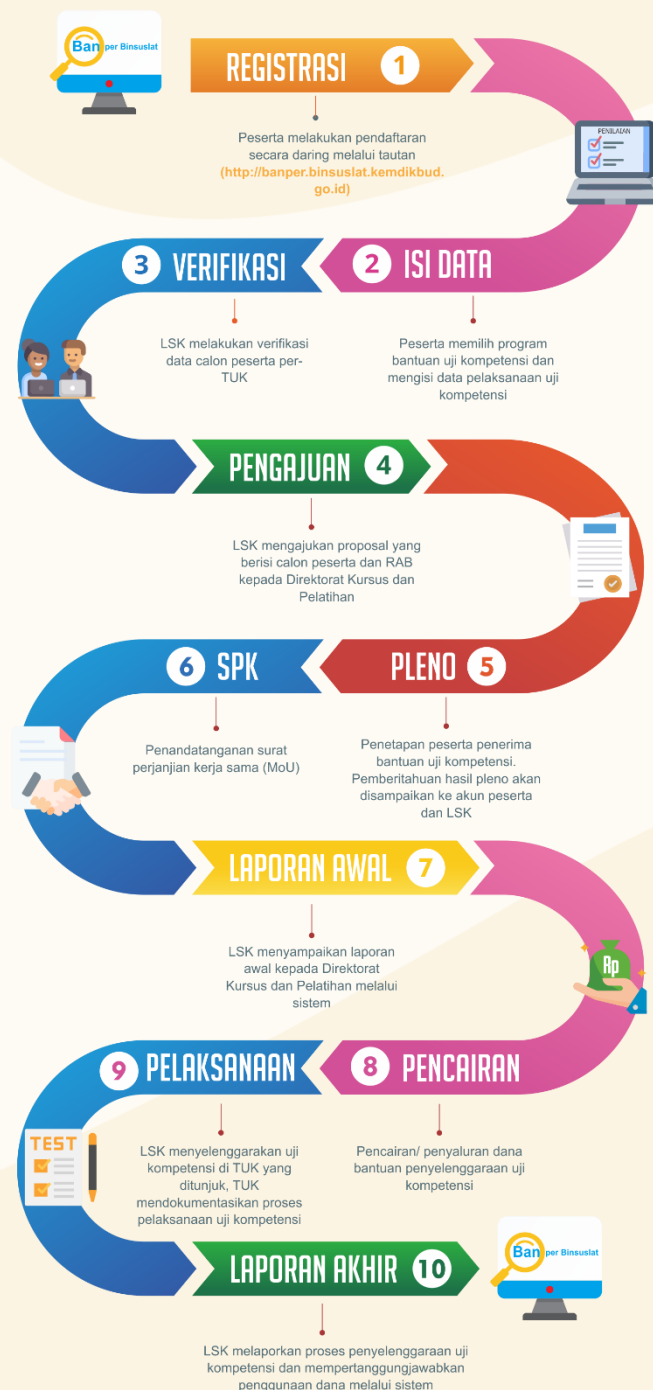 Banper Binsuslat
REGISTRASI 1
Peserta melakukan pendaftaran
secara daring melalui tautan
(http://banper.binsuslat.kemdikbud.
go.id)
PENILAIAN
3 VERIFIKASI
2 ISI DATA
LSK melakukan verifikasi
data calon peserta per-
TUK
Peserta memilih program
bantuan uji kompetensi dan
mengisi data pelaksanaan uji
kompetensi
PENGAJUAN 4
LSK mengajukan proposal yang
berisi calon peserta dan RAB
kepada Direktorat Kursus dan
Pelatihan
6 SPK
PLENO 5
Penandatanganan surat
perjanjian kerja sama (MoU)
Penetapan peserta penerima
bantuan uji kompetensi.
Pemberitahuan hasil pleno akan
disampaikan ke akun peserta
dan LSK
LAPORAN AWAL 7
LSK menyampaikan laporan
awal kepada Direktorat
Kursus dan Pelatihan melalui
sistem
Rp
9 PELAKSANAAN
8 PENCAIRAN
TEST
LSK menyelenggarakan uji
kompetensi di TUK yang
ditunjuk, TUK
mendokumentasikan proses
pelaksanaan uji kompetensi
Pencairan/ penyaluran dana
bantuan penyelenggaraan uji
kompetensi
LAPORAN AKHIR 10
Banper Binsuslat
LSK melaporkan proses penyelenggaraan uji
kompetensi dan mempertanggungjawabkan
penggunaan dana melalui sistem